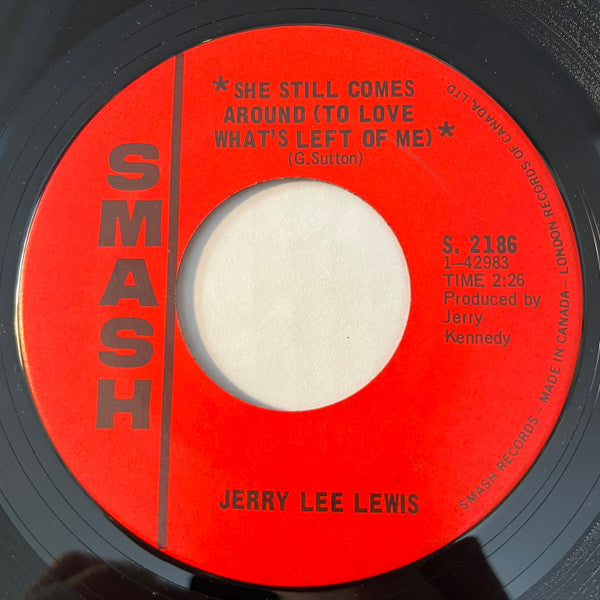 *SHE STILL COMES
AROUND (TO LOVE
WHAT'S LEFT OF ME)*
(G. Sutton)
SMASH
S. 2186
1-42983
TIME 2:26
Produced by
Jerry
Kennedy
JERRY LEE LEWIS
SMASH RECORDS - MADE IN CANADA - LONDON RECORDS OF CANADA, LTD.